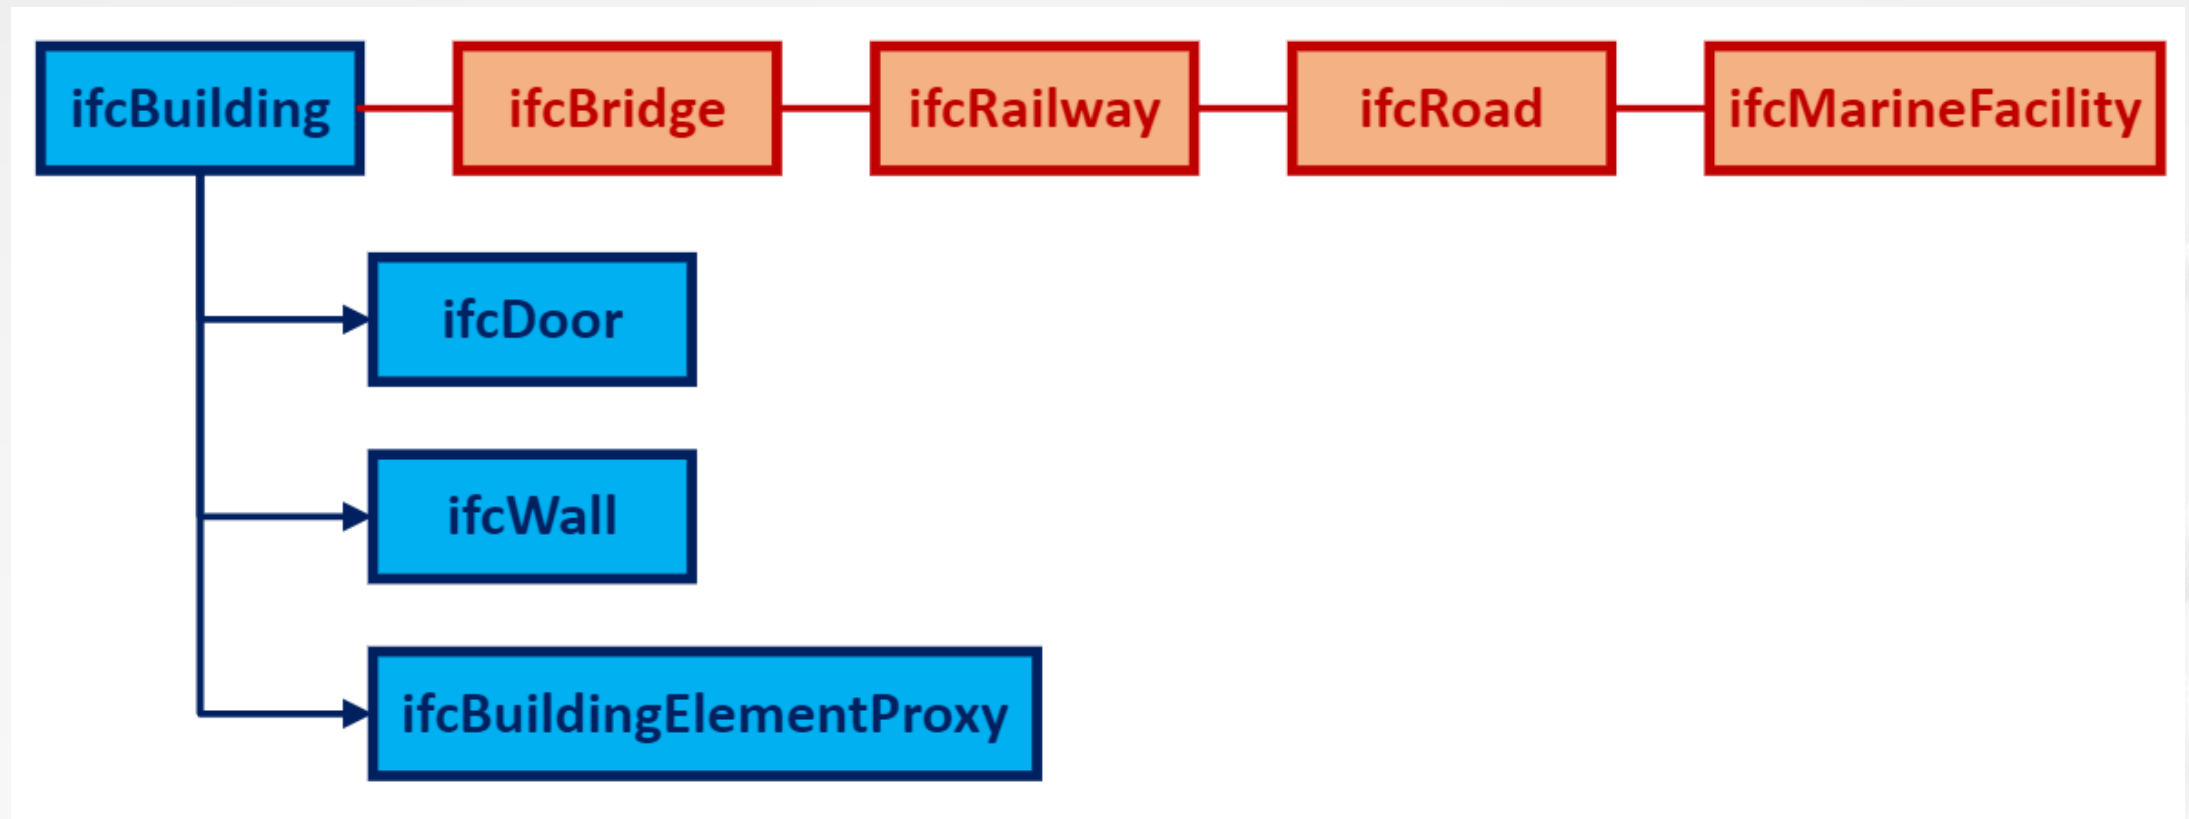 ifcBuilding
ifcBridge
ifcRailway
ifcRoad
ifcMarineFacility
ifcDoor
ifcWall
ifcBuildingElementProxy